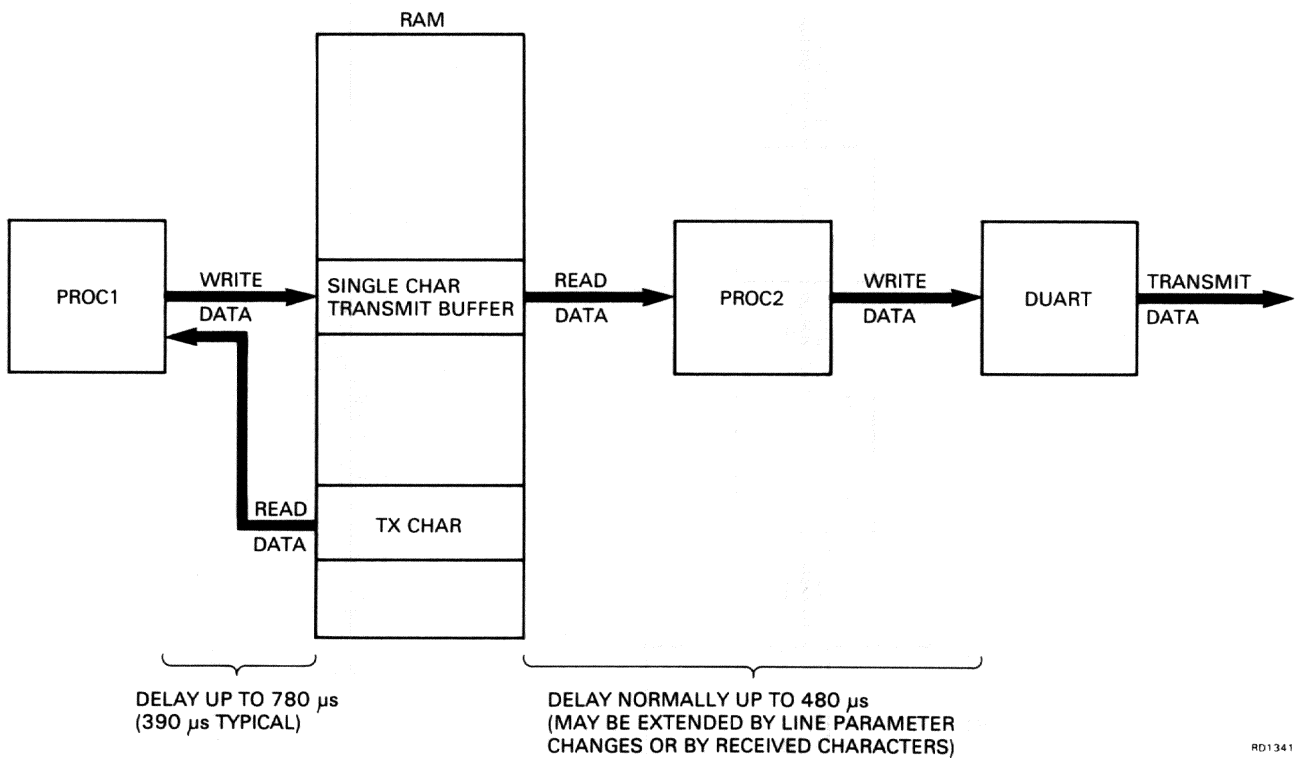 RAM
PROC1
WRITE
DATA
SINGLE CHAR
TRANSMIT BUFFER
READ
DATA
PROC2
WRITE
DATA
DUART
TRANSMIT
DATA
READ
DATA
TX CHAR
DELAY UP TO 780 µs
(390 µs TYPICAL)
DELAY NORMALLY UP TO 480 µs
(MAY BE EXTENDED BY LINE PARAMETER
CHANGES OR BY RECEIVED CHARACTERS)
RD1341